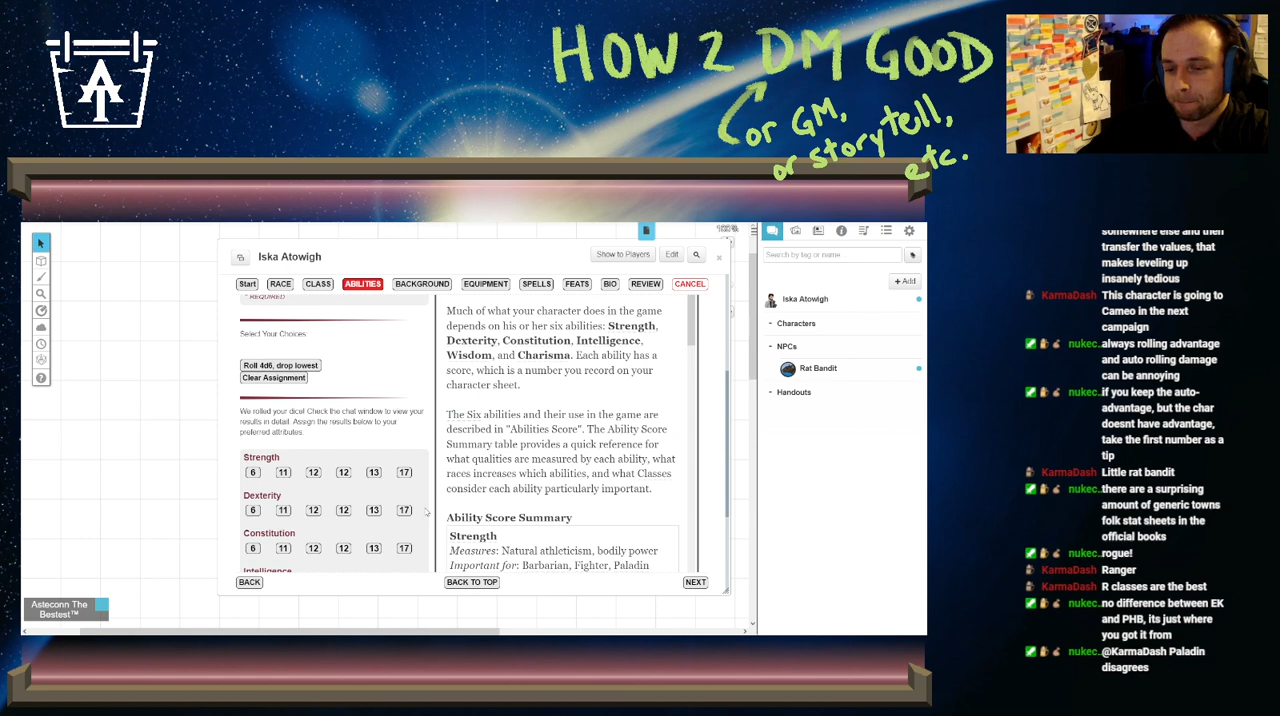 HOW 2 DM GOOD
or GM,
or storytell,
etc.
AT
100%
Iska Atowigh
Show to Players
Edit
Start
RACE
CLASS
ABILITIES
BACKGROUND
EQUIPMENT
SPELLS
FEATS
BIO
REVIEW
CANCEL
* REQUIRED
Select Your Choices:
Roll 4d6, drop lowest
Clear Assignment
We rolled your dice! Check the chat window to view your
results in detail. Assign the results below to your
preferred attributes.
Strength
6 11 12 12 13 17
Dexterity
6 11 12 12 13 17
Constitution
6 11 12 12 13 17
Intelligence
Much of what your character does in the game
depends on his or her six abilities: Strength,
Dexterity, Constitution, Intelligence,
Wisdom, and Charisma. Each ability has a
score, which is a number you record on your
character sheet.
The Six abilities and their use in the game are
described in "Abilities Score". The Ability Score
Summary table provides a quick reference for
what qualities are measured by each ability, what
races increases which abilities, and what Classes
consider each ability particularly important.
Ability Score Summary
Strength
Measures: Natural athleticism, bodily power
Important for: Barbarian, Fighter, Paladin
BACK
BACK TO TOP
NEXT
Asteconn The
Bestest™
Search by tag or name...
+ Add
Iska Atowigh
- Characters
- NPCs
Rat Bandit
- Handouts
somewhere else and then
transfer the values, that
makes leveling up
insanely tedious
KarmaDash This character is going to
Cameo in the next
campaign
nukec.. always rolling advantage
and auto rolling damage
can be annoying
nukec.. if you keep the auto-
advantage, but the char
doesnt have advantage,
take the first number as a
tip
KarmaDash Little rat bandit
nukec.. there are a surprising
amount of generic towns
folk stat sheets in the
official books
nukec.. rogue!
KarmaDash Ranger
KarmaDash R classes are the best
nukec.. no difference between EK
and PHB, its just where
you got it from
nukec.. @KarmaDash Paladin
disagrees